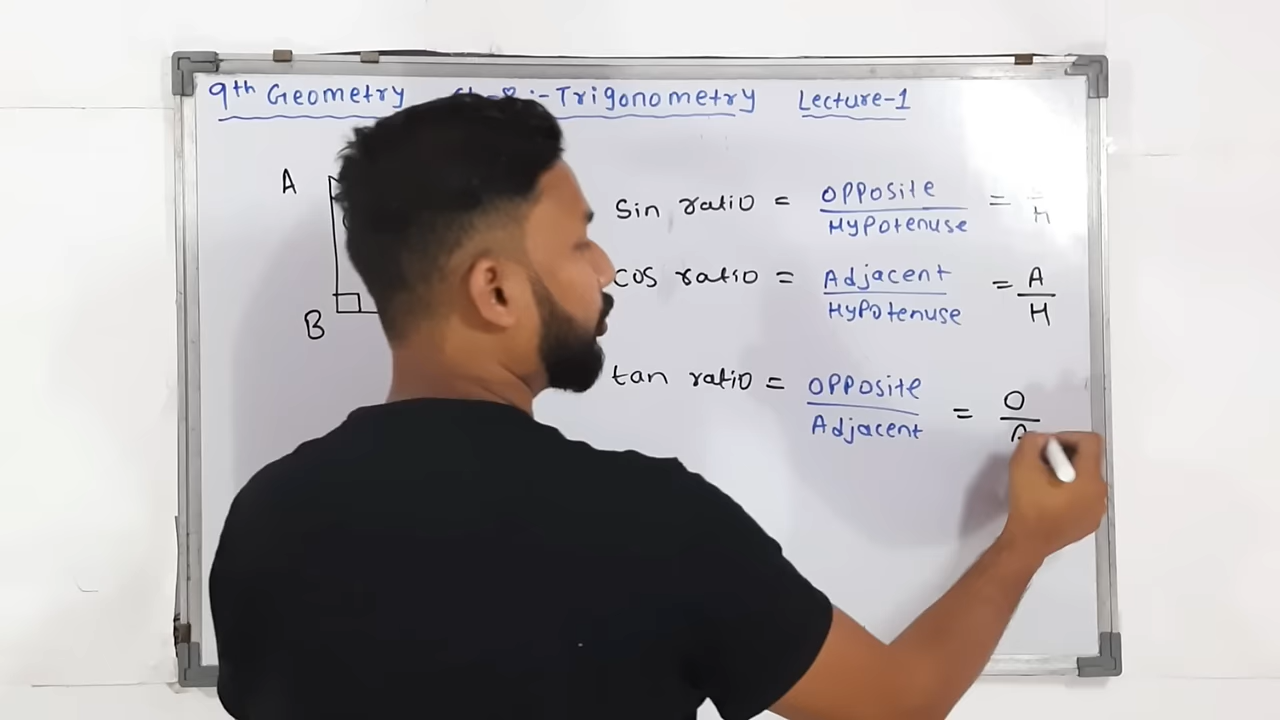 9th Geometry :- Trigonometry Lecture-1
A
B
Sin ratio = Opposite / Hypotenuse = / H
cos ratio = Adjacent / Hypotenuse = A / H
tan ratio = Opposite / Adjacent = O / A